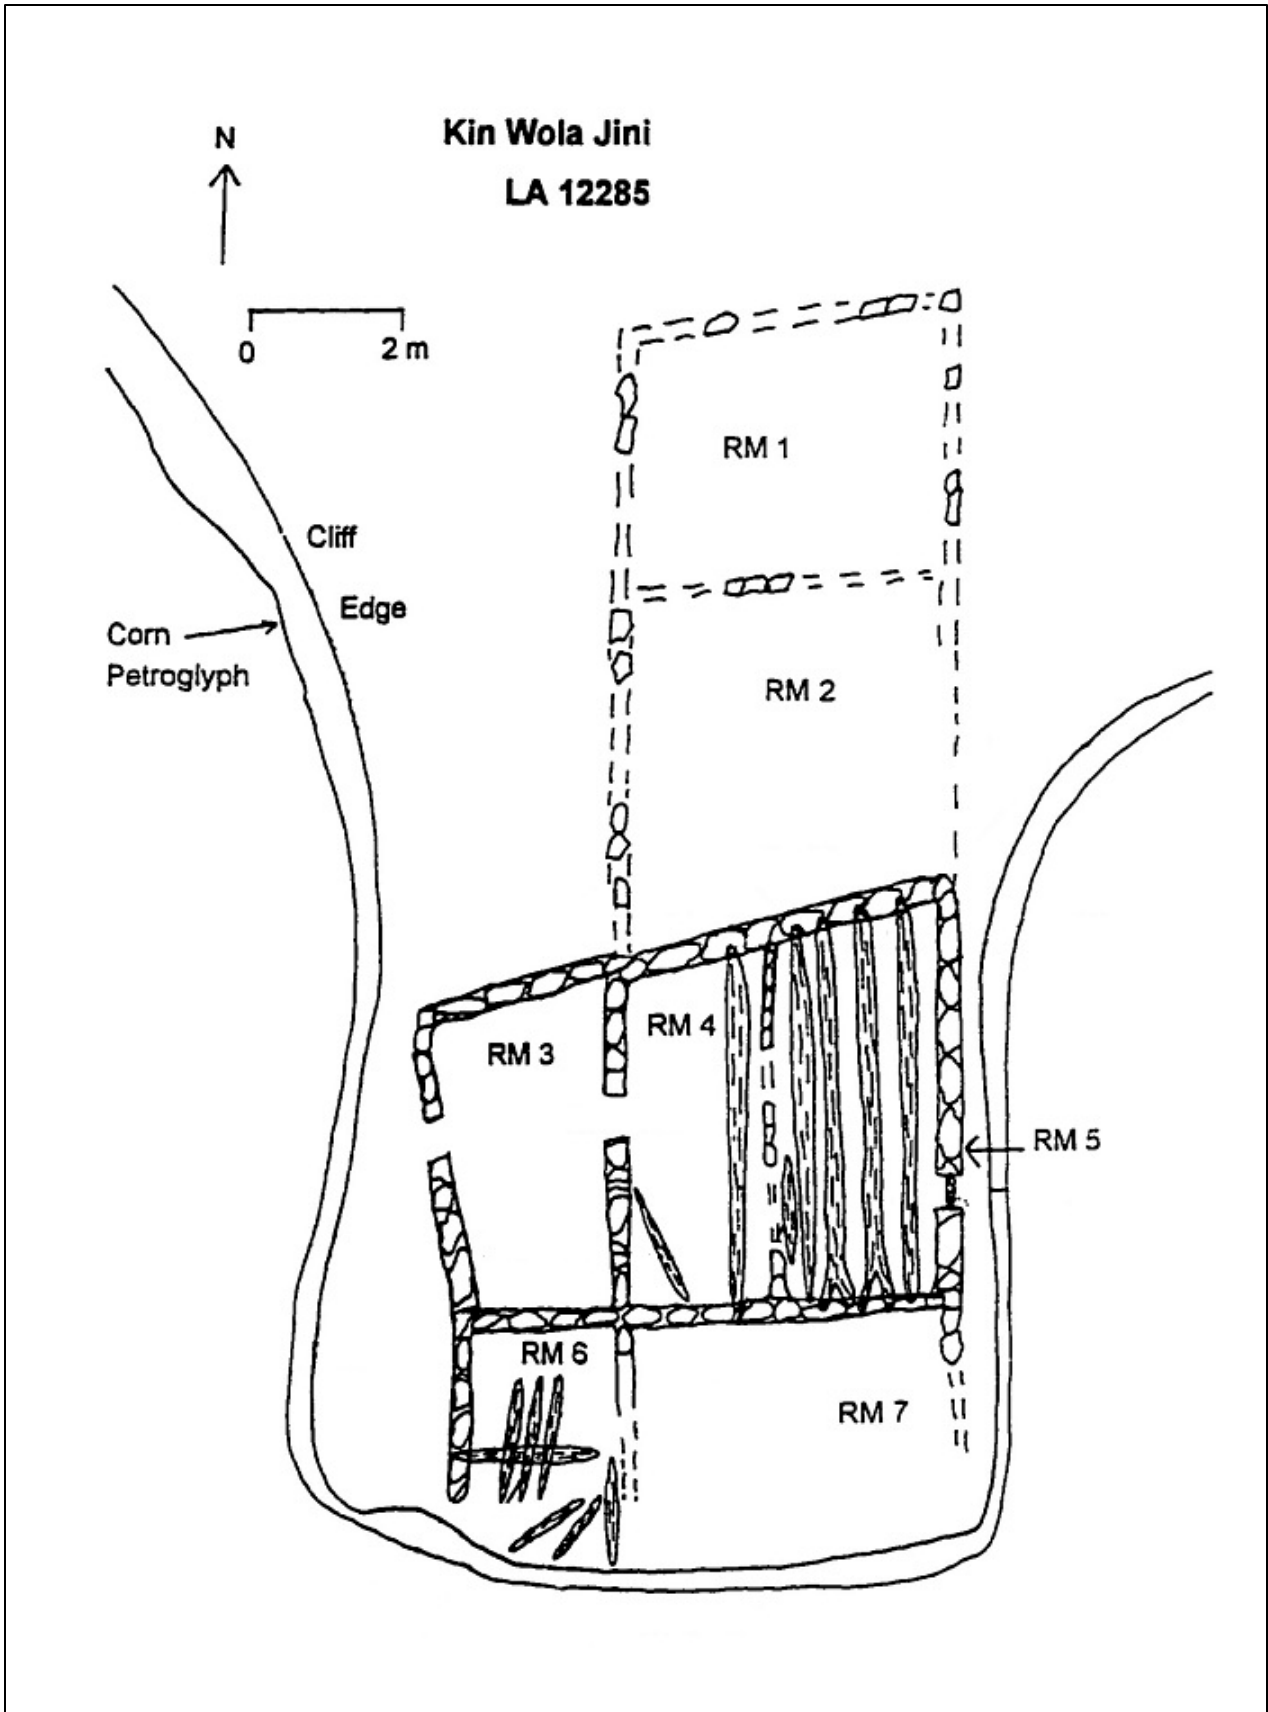 Kin Wola Jini
LA 12285
N
0 2 m
RM 1
Cliff
Edge
Corn
Petroglyph
RM 2
RM 4
RM 3
RM 5
RM 6
RM 7